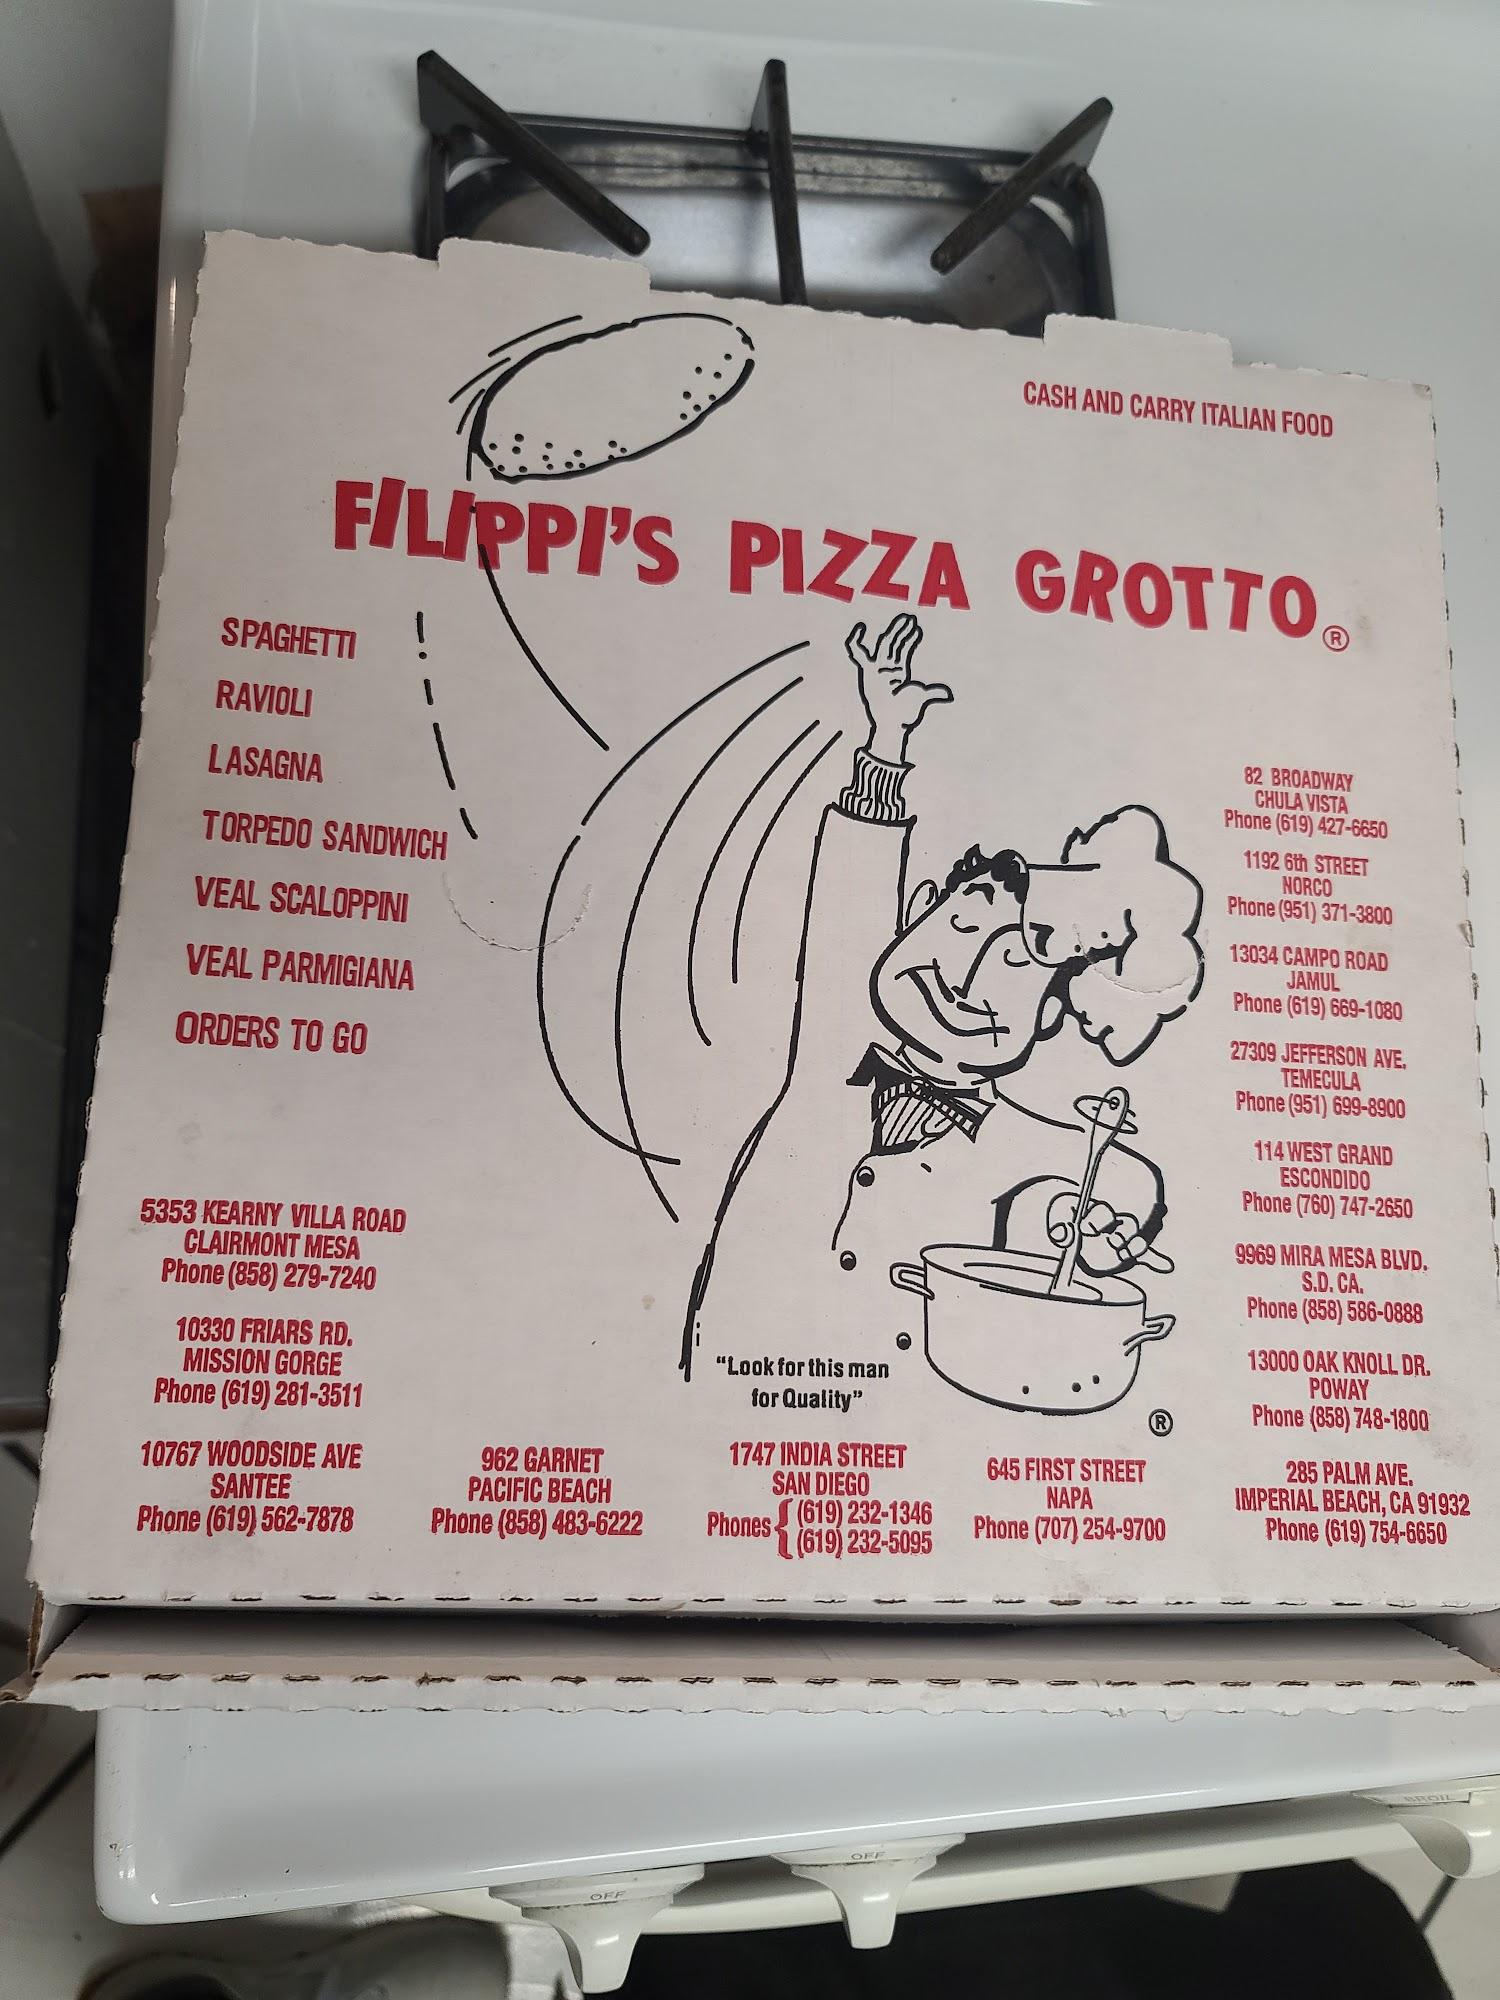 CASH AND CARRY ITALIAN FOOD
FILIPPI'S PIZZA GROTTO®
SPAGHETTI
RAVIOLI
LASAGNA
TORPEDO SANDWICH
VEAL SCALOPPINI
VEAL PARMIGIANA
ORDERS TO GO
82 BROADWAY
CHULA VISTA
Phone (619) 427-6650
1192 6th STREET
NORCO
Phone (951) 371-3800
13034 CAMPO ROAD
JAMUL
Phone (619) 669-1080
27309 JEFFERSON AVE.
TEMECULA
Phone (951) 699-8900
114 WEST GRAND
ESCONDIDO
Phone (760) 747-2650
9969 MIRA MESA BLVD.
S.D. CA.
Phone (858) 586-0888
13000 OAK KNOLL DR.
POWAY
Phone (858) 748-1800
5353 KEARNY VILLA ROAD
CLAIRMONT MESA
Phone (858) 279-7240
10330 FRIARS RD.
MISSION GORGE
Phone (619) 281-3511
"Look for this man
for Quality"
®
10767 WOODSIDE AVE
SANTEE
Phone (619) 562-7878
962 GARNET
PACIFIC BEACH
Phone (858) 483-6222
1747 INDIA STREET
SAN DIEGO
Phones { (619) 232-1346
(619) 232-5095
645 FIRST STREET
NAPA
Phone (707) 254-9700
285 PALM AVE.
IMPERIAL BEACH, CA 91932
Phone (619) 754-6650
OFF
OFF
BROIL